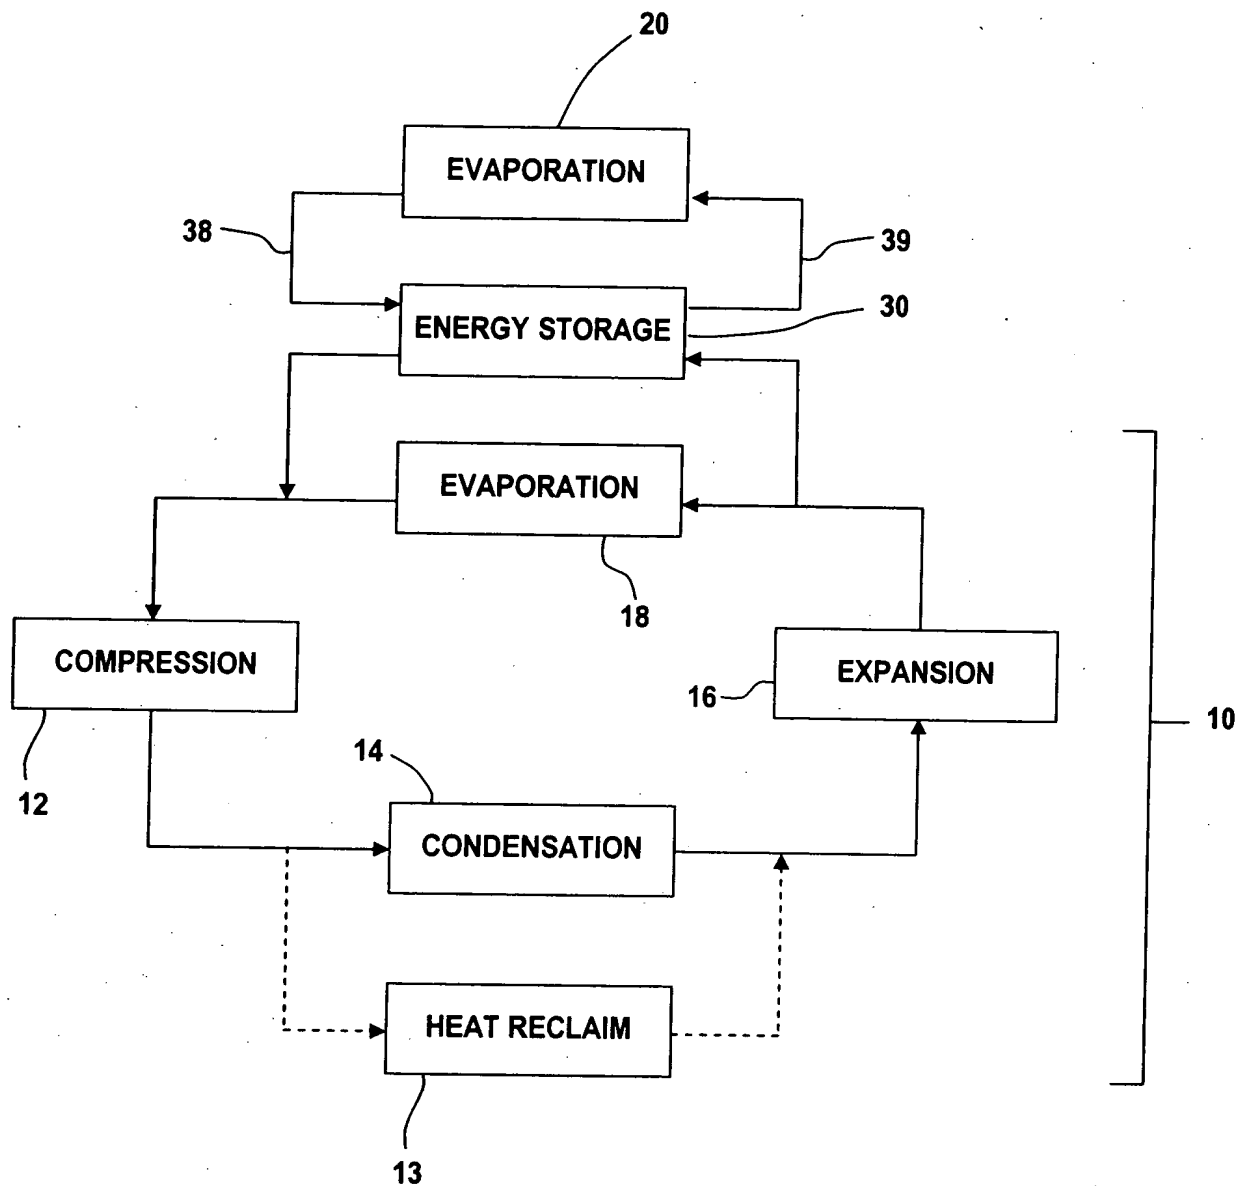 20
EVAPORATION
38
39
ENERGY STORAGE
30
EVAPORATION
18
COMPRESSION
EXPANSION
16
10
12
14
CONDENSATION
HEAT RECLAIM
13